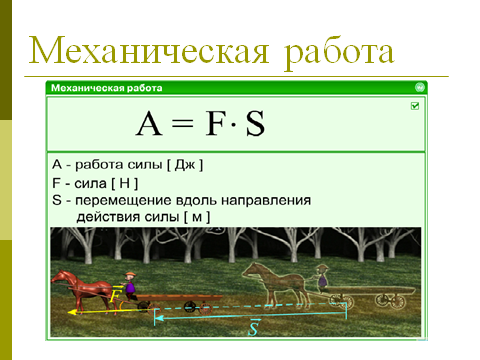 Механическая работа
Механическая работа
A = F · S
A - работа силы [ Дж ]
F - сила [ Н ]
S - перемещение вдоль направления
действия силы [ м ]
F
S